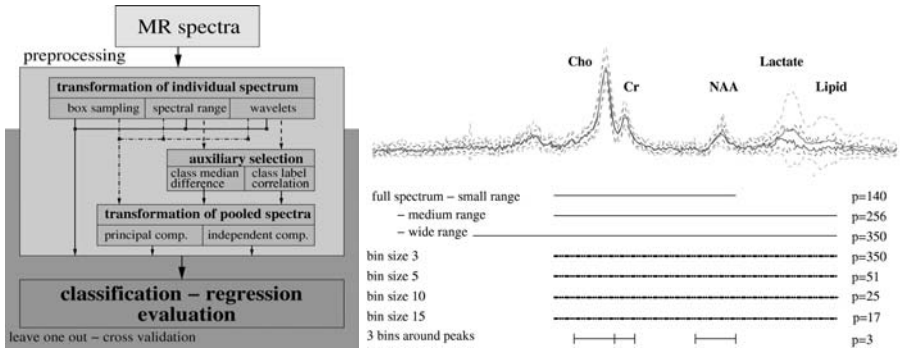 MR spectra
preprocessing
transformation of individual spectrum
box sampling
spectral range
wavelets
auxiliary selection
class median difference
class label correlation
transformation of pooled spectra
principal comp.
independent comp.
classification – regression
evaluation
leave one out – cross validation
Cho
Cr
NAA
Lactate
Lipid
full spectrum – small range
p=140
– medium range
p=256
– wide range
p=350
bin size 3
p=350
bin size 5
p=51
bin size 10
p=25
bin size 15
p=17
3 bins around peaks
p=3